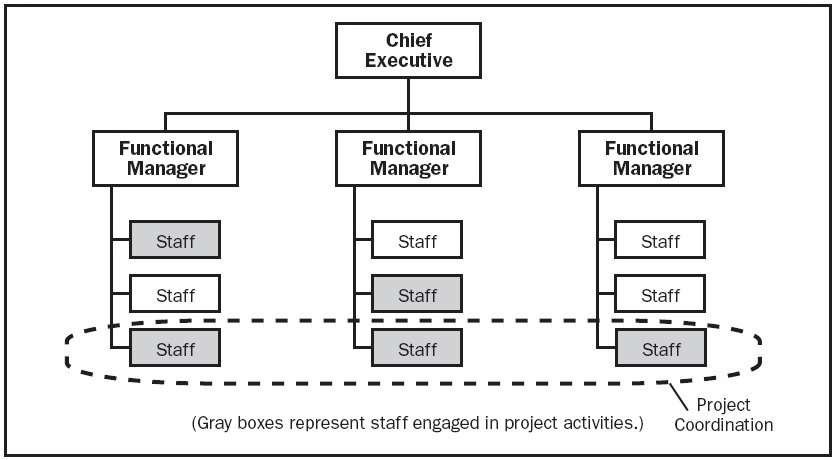 Chief
Executive
Functional
Manager
Functional
Manager
Functional
Manager
Staff
Staff
Staff
Staff
Staff
Staff
Staff
Staff
Staff
Project
Coordination
(Gray boxes represent staff engaged in project activities.)